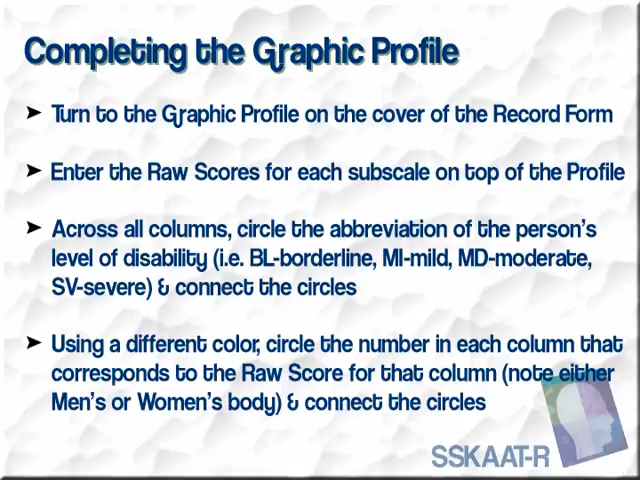 Completing the Graphic Profile
➤ Turn to the Graphic Profile on the cover of the Record Form
➤ Enter the Raw Scores for each subscale on top of the Profile
➤ Across all columns, circle the abbreviation of the person's
level of disability (i.e. BL-borderline, MI-mild, MD-moderate,
SV-severe) & connect the circles
➤ Using a different color, circle the number in each column that
corresponds to the Raw Score for that column (note either
Men's or Women's body) & connect the circles
SSKAAT-R